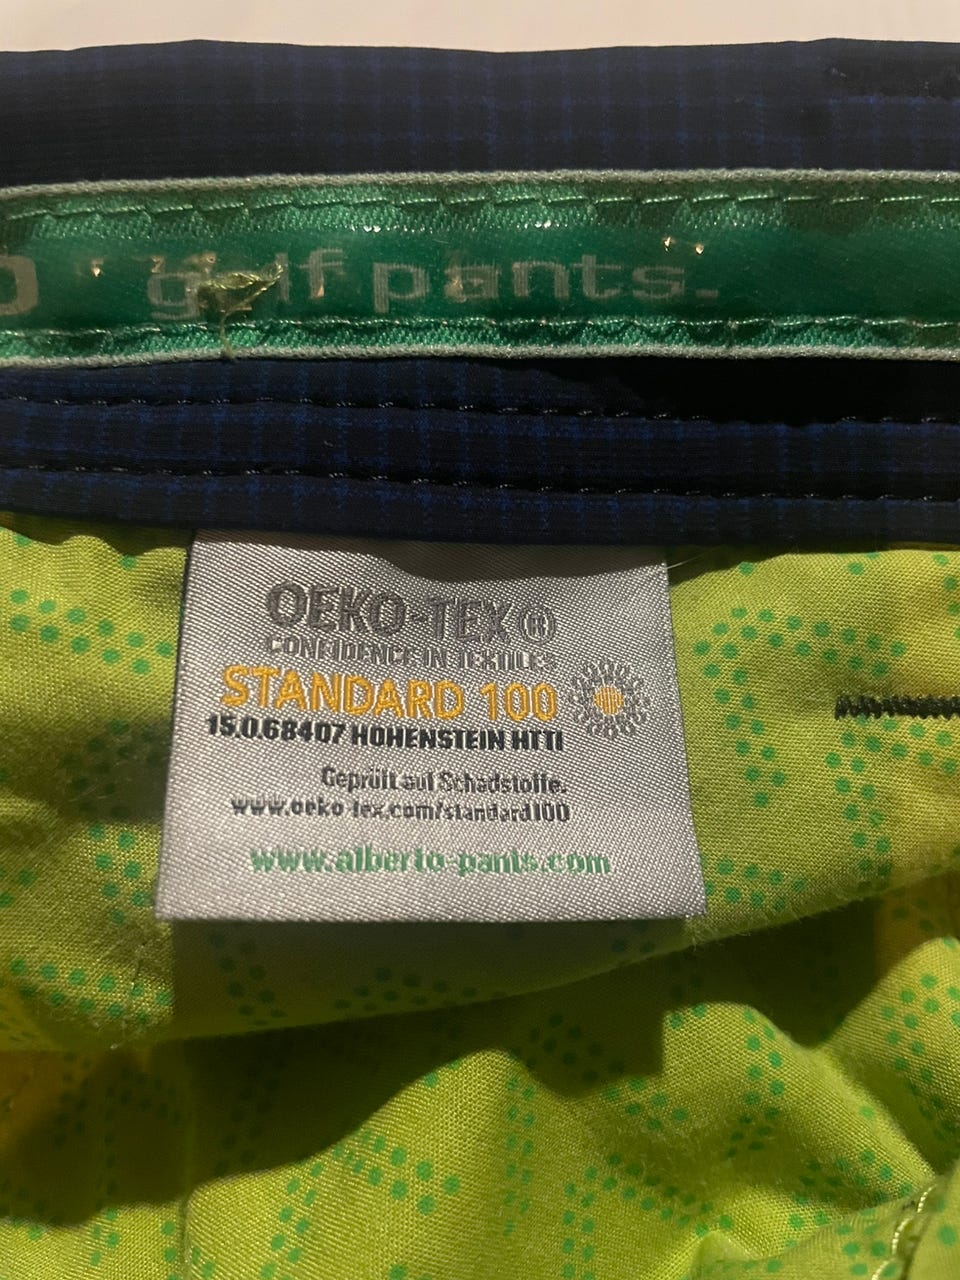 O golf pants.
OEKO-TEX®
CONFIDENCE IN TEXTILES
STANDARD 100
15.0.68407 HOHENSTEIN HTTI
Geprüft auf Schadstoffe.
www.oeko-tex.com/standard100
www.alberto-pants.com